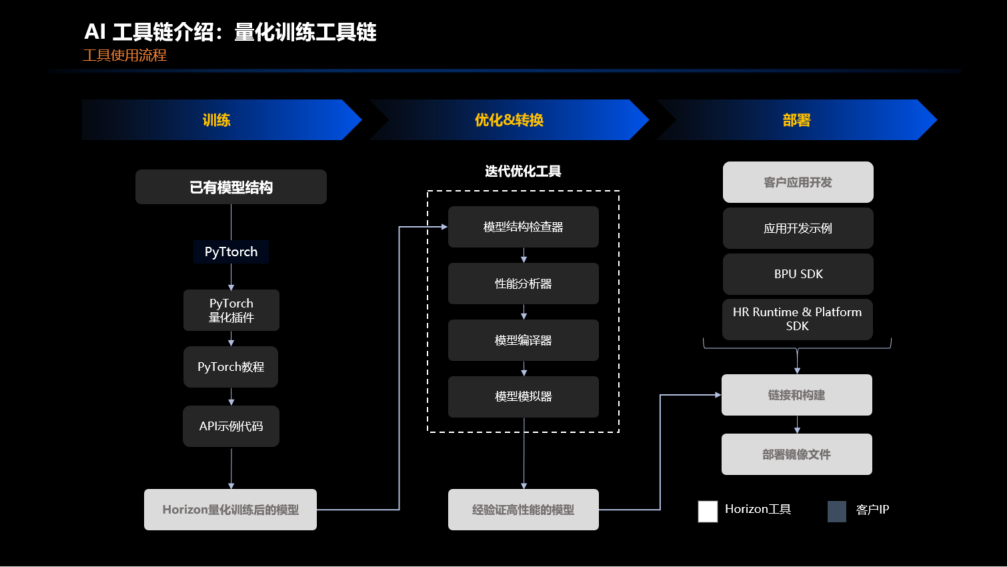 AI 工具链介绍：量化训练工具链
工具使用流程
训练
优化&转换
部署
已有模型结构
PyTtorch
PyTorch
量化插件
PyTorch教程
API示例代码
Horizon量化训练后的模型
迭代优化工具
模型结构检查器
性能分析器
模型编译器
模型模拟器
经验证高性能的模型
客户应用开发
应用开发示例
BPU SDK
HR Runtime & Platform
SDK
链接和构建
部署镜像文件
Horizon工具
客户IP